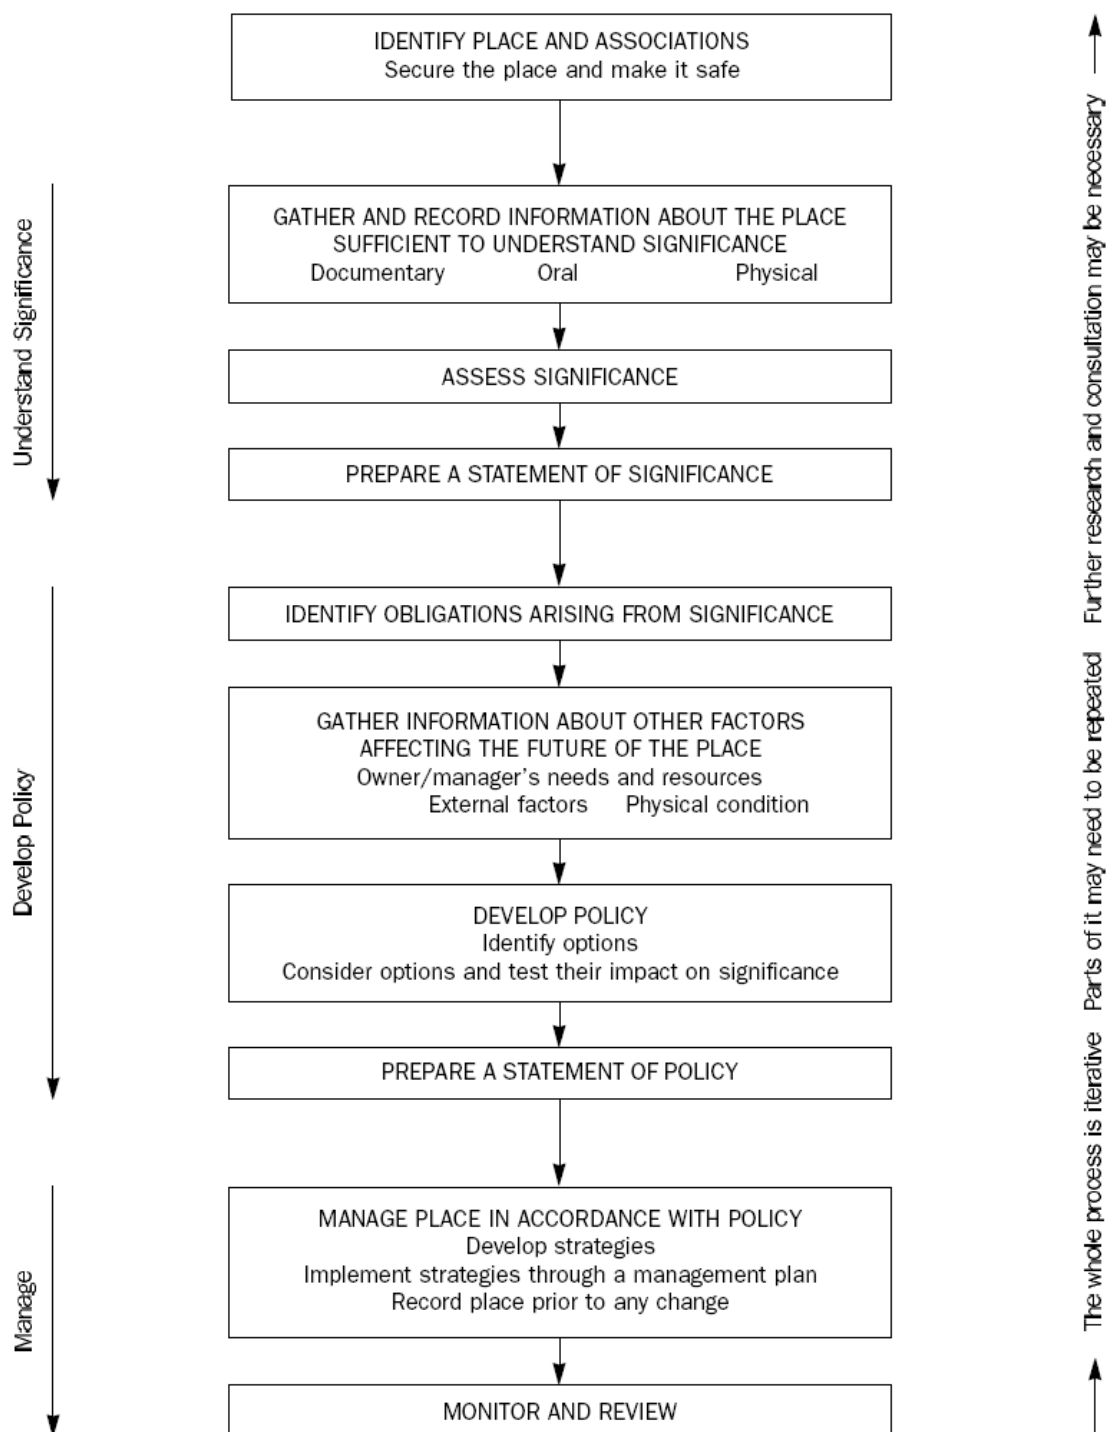 IDENTIFY PLACE AND ASSOCIATIONS
Secure the place and make it safe
Understand Significance
GATHER AND RECORD INFORMATION ABOUT THE PLACE
SUFFICIENT TO UNDERSTAND SIGNIFICANCE
Documentary Oral Physical
ASSESS SIGNIFICANCE
PREPARE A STATEMENT OF SIGNIFICANCE
Develop Policy
IDENTIFY OBLIGATIONS ARISING FROM SIGNIFICANCE
GATHER INFORMATION ABOUT OTHER FACTORS
AFFECTING THE FUTURE OF THE PLACE
Owner/manager's needs and resources
External factors Physical condition
DEVELOP POLICY
Identify options
Consider options and test their impact on significance
PREPARE A STATEMENT OF POLICY
Manage
MANAGE PLACE IN ACCORDANCE WITH POLICY
Develop strategies
Implement strategies through a management plan
Record place prior to any change
MONITOR AND REVIEW
The whole process is iterative Parts of it may need to be repeated Further research and consultation may be necessary